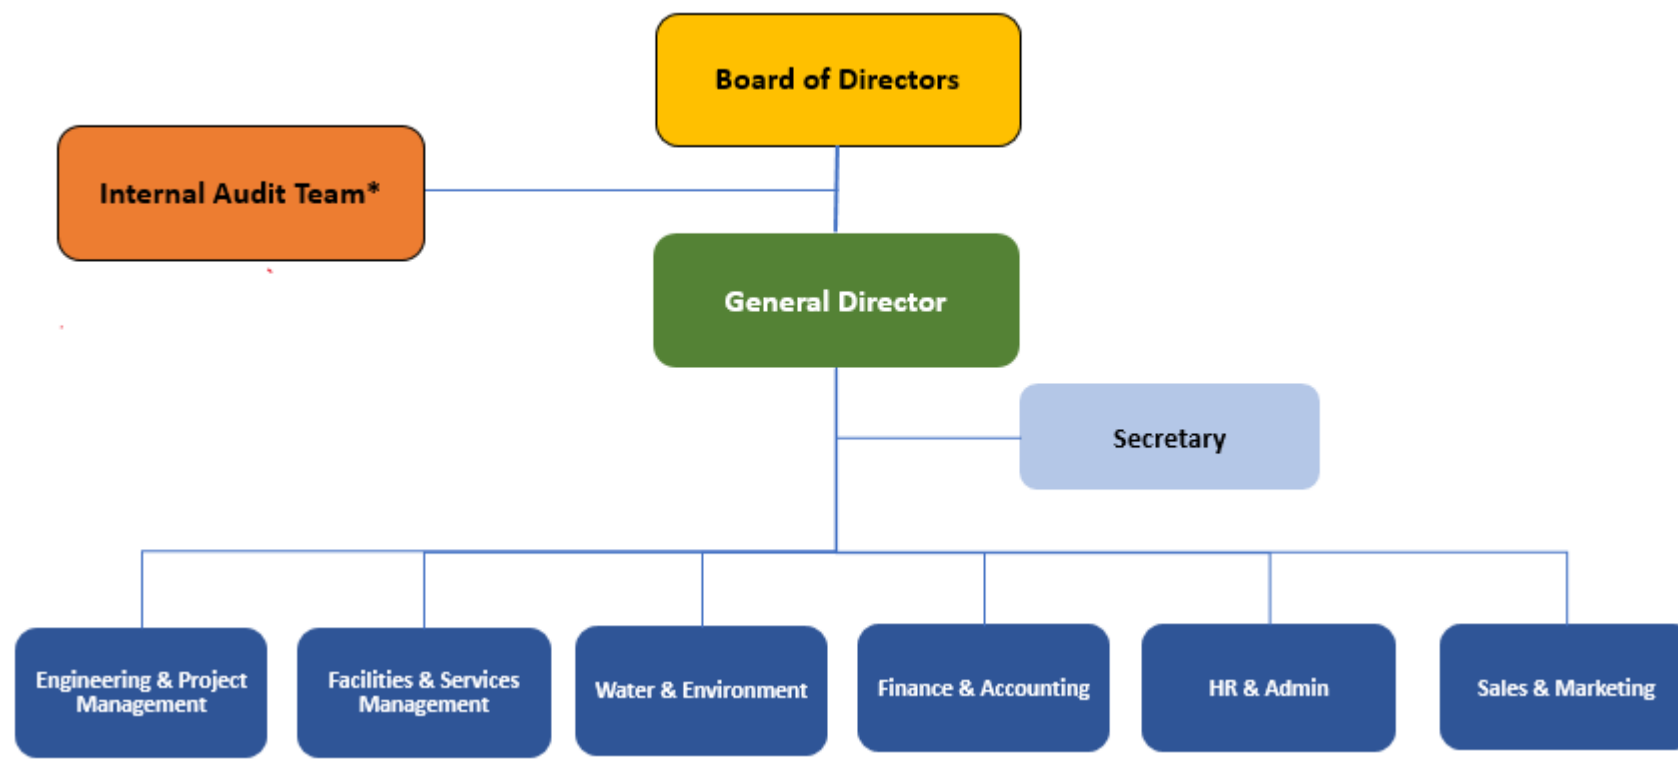 Board of Directors
Internal Audit Team*
General Director
Secretary
Engineering & Project
Management
Facilities & Services
Management
Water & Environment
Finance & Accounting
HR & Admin
Sales & Marketing